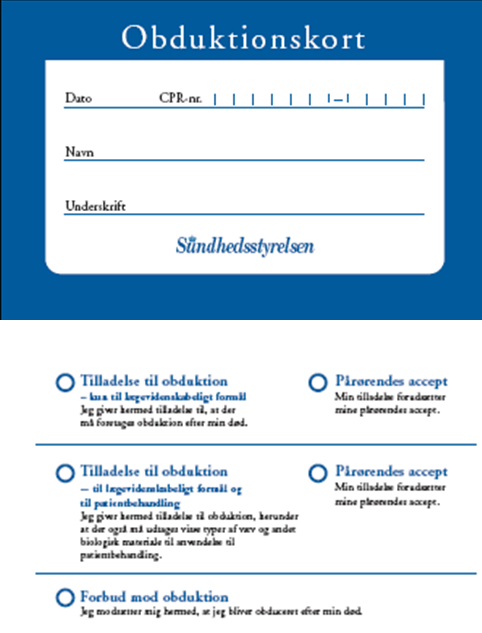 Obduktionskort
Dato CPR-nr. –
Navn
Underskrift
Sundhedsstyrelsen
Tilladelse til obduktion
– kun til lægevidenskabeligt formål
Jeg giver hermed tilladelse til, at der
må foretages obduktion efter min død.
Pårørendes accept
Min tilladelse forudsætter
mine pårørendes accept.
Tilladelse til obduktion
– til lægevidenskabeligt formål og
til patientbehandling
Jeg giver hermed tilladelse til obduktion, herunder
at der også må udtages visse typer af væv og andet
biologisk materiale til anvendelse til
patientbehandling.
Pårørendes accept
Min tilladelse forudsætter
mine pårørendes accept.
Forbud mod obduktion
Jeg modsætter mig hermed, at jeg bliver obduceret efter min død.